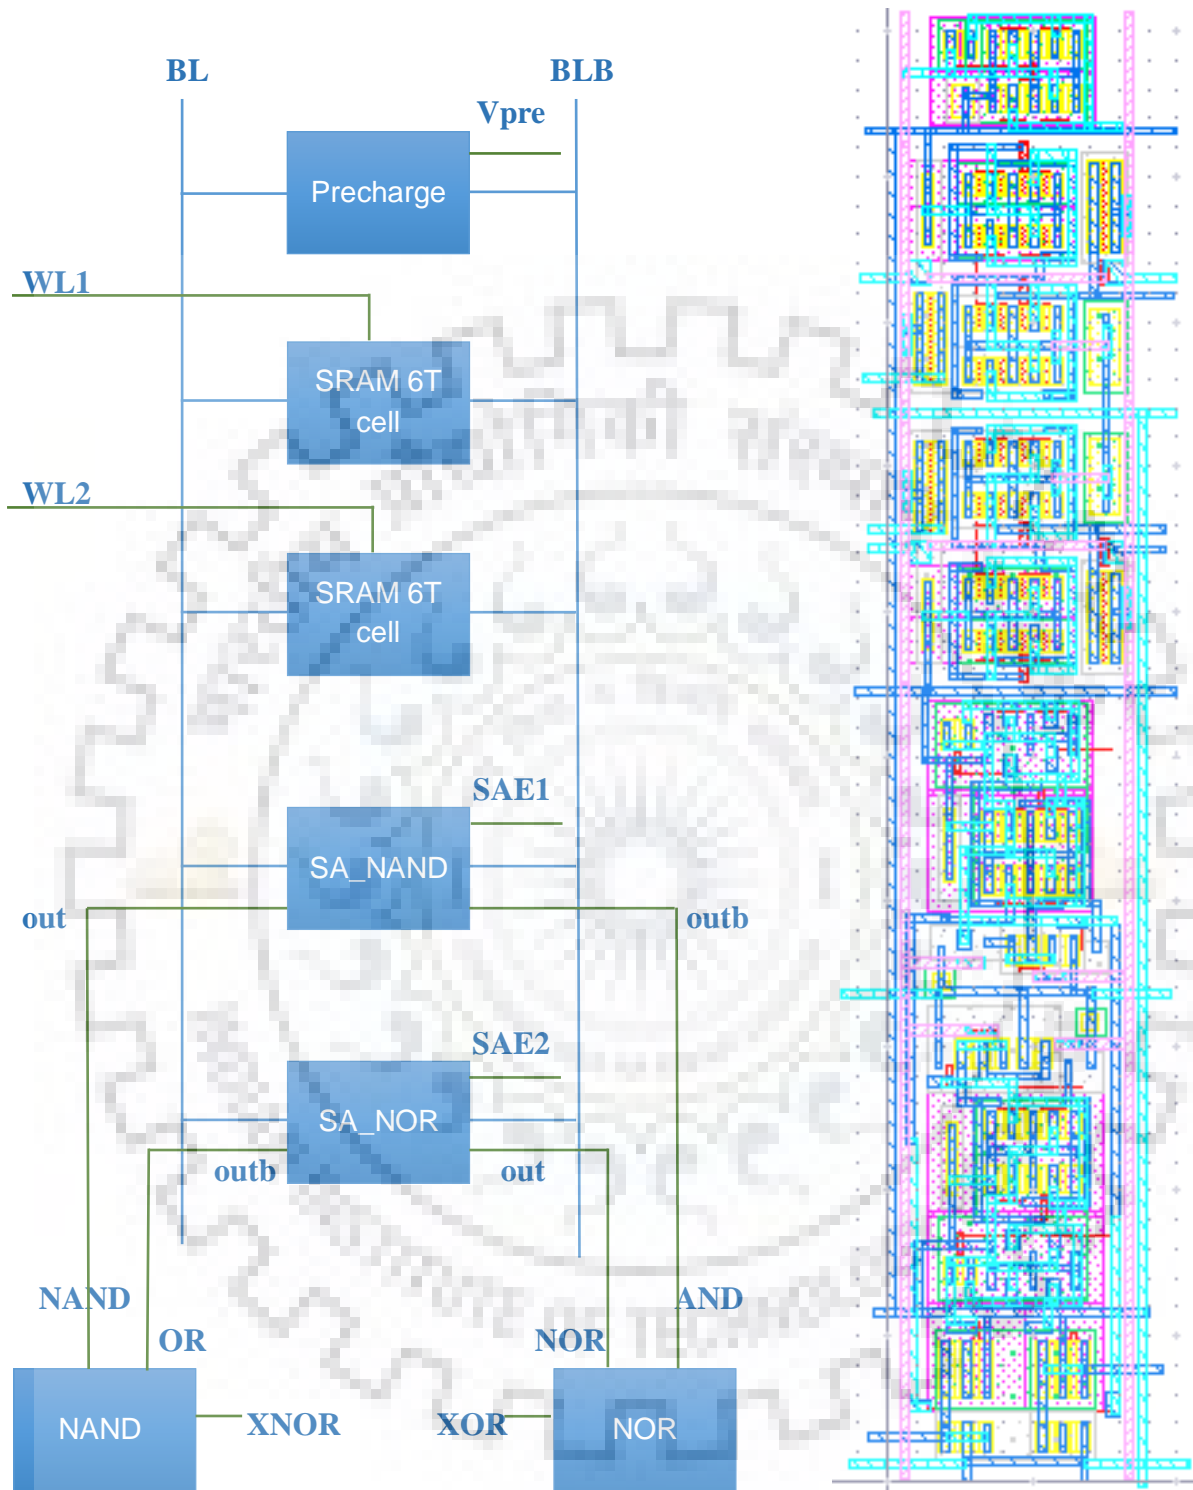 BL
BLB
Vpre
Precharge
WL1
SRAM 6T
cell
WL2
SRAM 6T
cell
SAE1
SA_NAND
out
outb
SAE2
SA_NOR
outb
out
NAND
AND
OR
NOR
NAND
XNOR
XOR
NOR